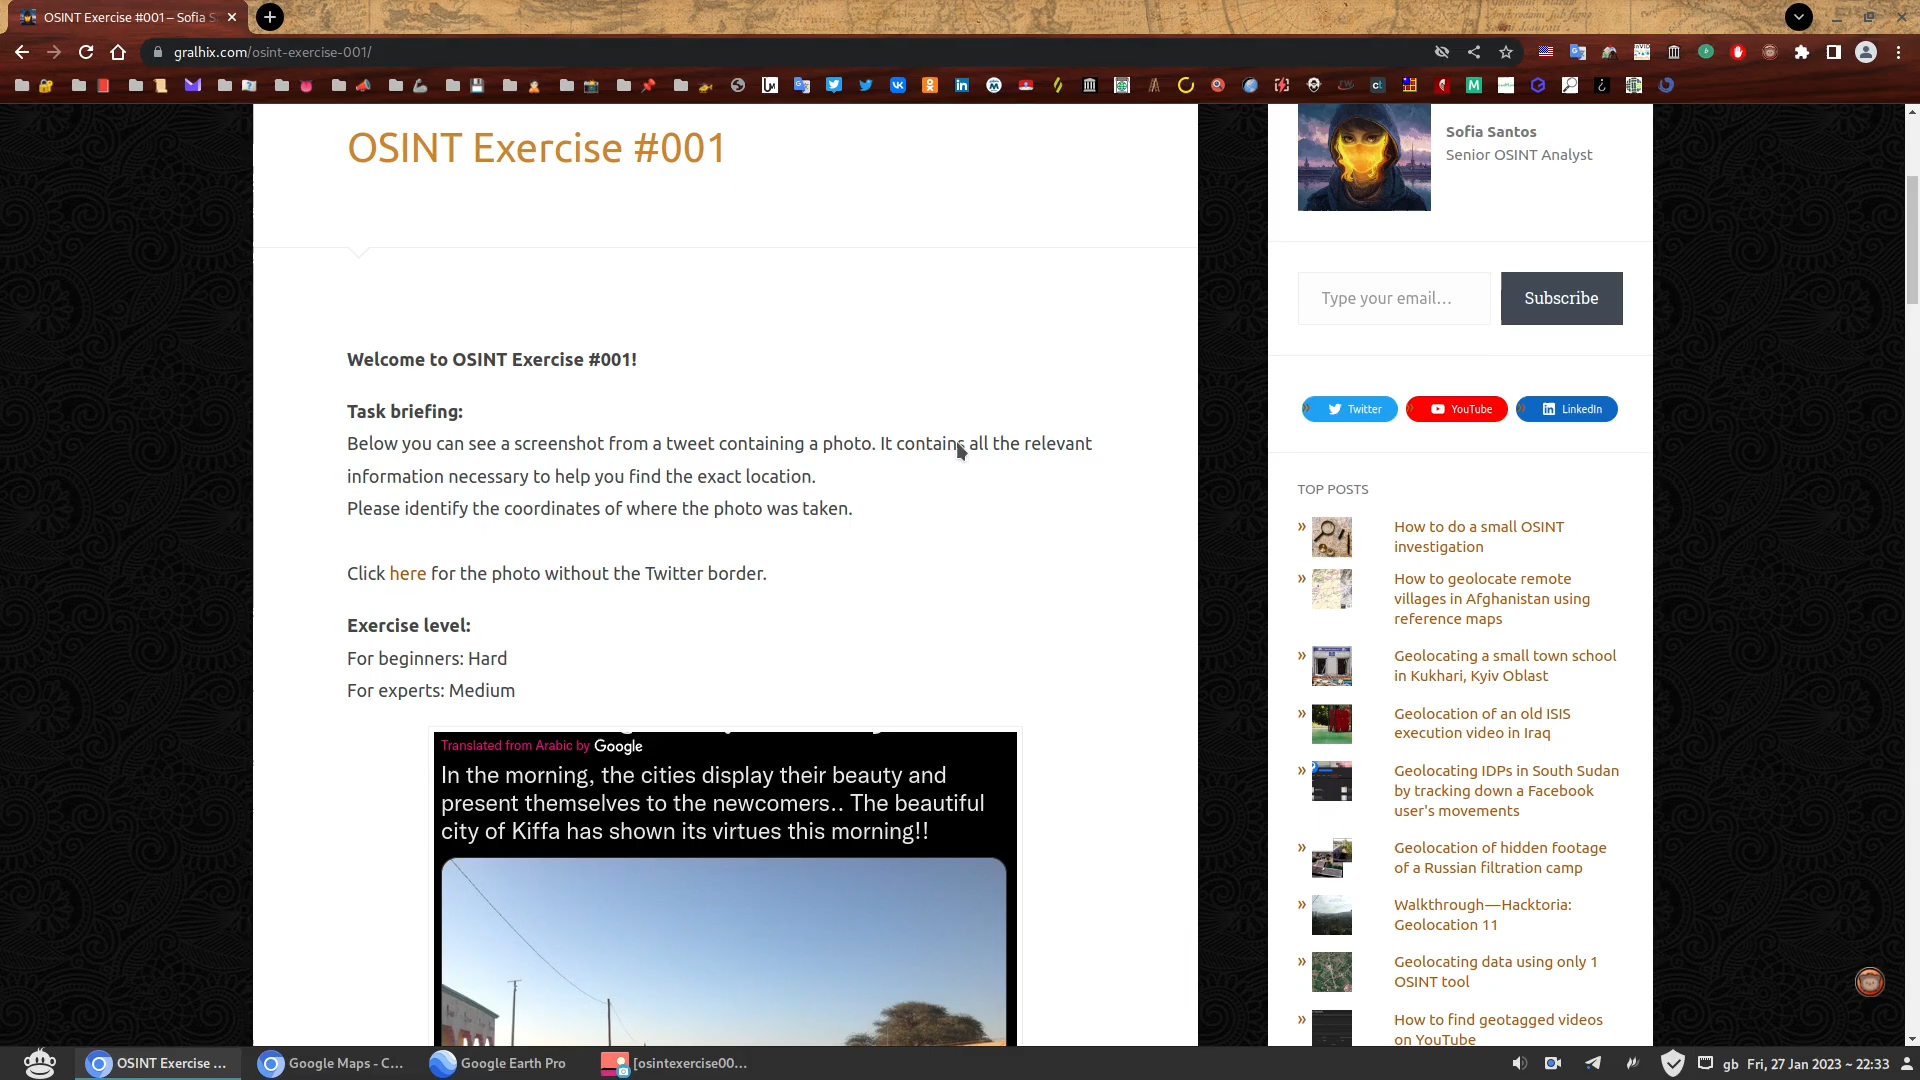 OSINT Exercise #001 – Sofia S
gralhix.com/osint-exercise-001/
OSINT Exercise #001
Welcome to OSINT Exercise #001!
Task briefing:
Below you can see a screenshot from a tweet containing a photo. It contains all the relevant
information necessary to help you find the exact location.
Please identify the coordinates of where the photo was taken.
Click here for the photo without the Twitter border.
Exercise level:
For beginners: Hard
For experts: Medium
Translated from Arabic by Google
In the morning, the cities display their beauty and
present themselves to the newcomers.. The beautiful
city of Kiffa has shown its virtues this morning!!
Sofia Santos
Senior OSINT Analyst
Type your email…
Subscribe
Twitter
YouTube
LinkedIn
TOP POSTS
» How to do a small OSINT
investigation
» How to geolocate remote
villages in Afghanistan using
reference maps
» Geolocating a small town school
in Kukhari, Kyiv Oblast
» Geolocation of an old ISIS
execution video in Iraq
» Geolocating IDPs in South Sudan
by tracking down a Facebook
user's movements
» Geolocation of hidden footage
of a Russian filtration camp
» Walkthrough — Hacktoria:
Geolocation 11
» Geolocating data using only 1
OSINT tool
» How to find geotagged videos
on YouTube
OSINT Exercise ...
Google Maps - C...
Google Earth Pro
[osintexercise00...
gb
Fri, 27 Jan 2023 ~ 22:33